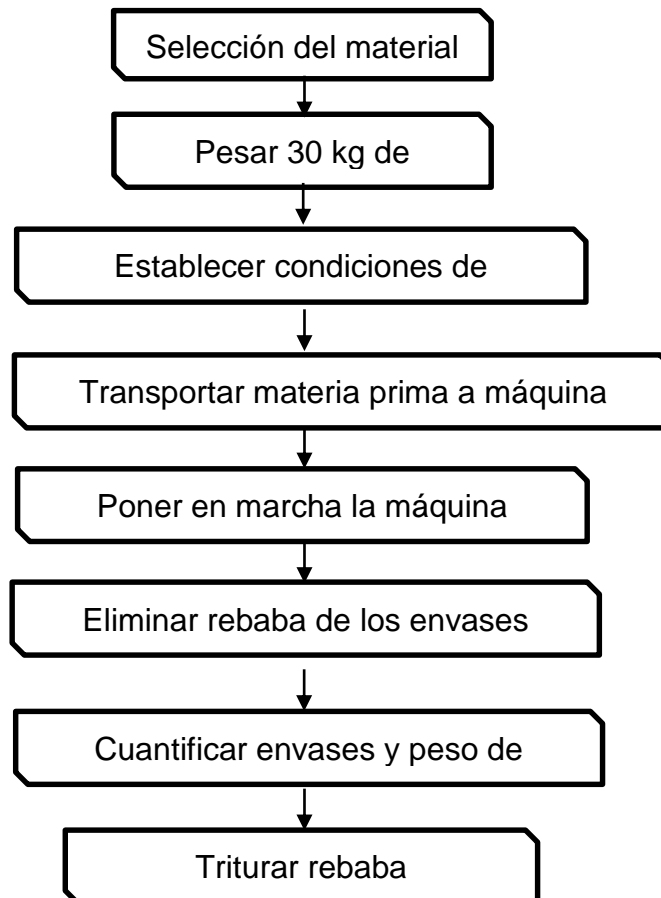 Selección del material
Pesar 30 kg de
Establecer condiciones de
Transportar materia prima a máquina
Poner en marcha la máquina
Eliminar rebaba de los envases
Cuantificar envases y peso de
Triturar rebaba